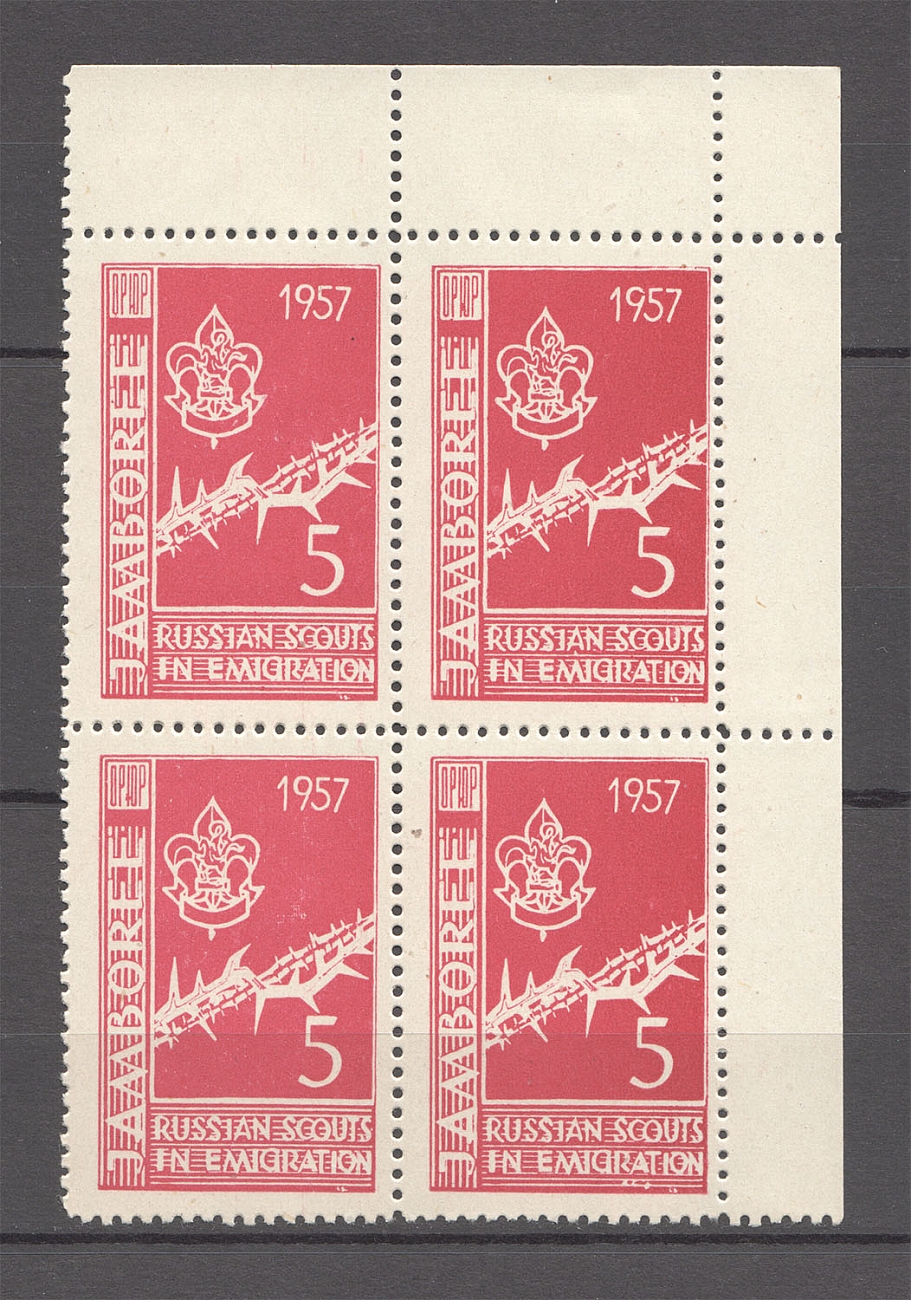 ОРЮР
1957
JAMBOREE
5
RUSSIAN SCOUTS
IN EMIGRATION
ОРЮР
1957
JAMBOREE
5
RUSSIAN SCOUTS
IN EMIGRATION
ОРЮР
1957
JAMBOREE
5
RUSSIAN SCOUTS
IN EMIGRATION
ОРЮР
1957
JAMBOREE
5
RUSSIAN SCOUTS
IN EMIGRATION